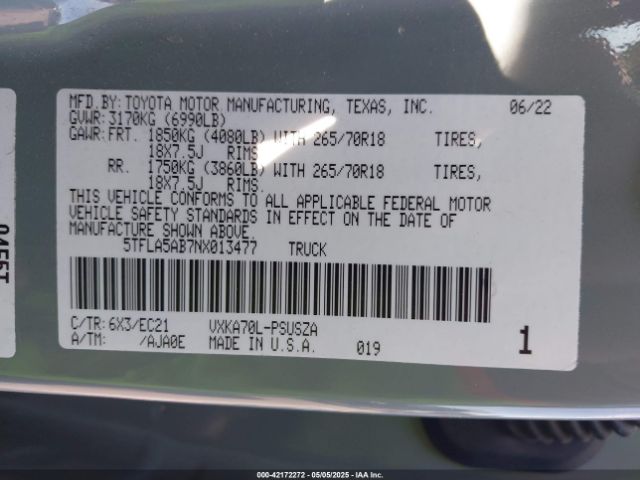 MFD.BY: TOYOTA MOTOR MANUFACTURING, TEXAS, INC. 06/22
GVWR: 3170KG (6990LB)
GAWR: FRT. 1850KG (4080LB) WITH 265/70R18 TIRES,
18X7.5J RIMS.
RR. 1750KG (3860LB) WITH 265/70R18 TIRES,
18X7.5J RIMS.
THIS VEHICLE CONFORMS TO ALL APPLICABLE FEDERAL MOTOR
VEHICLE SAFETY STANDARDS IN EFFECT ON THE DATE OF
MANUFACTURE SHOWN ABOVE.
5TFLA5AB7NX013477 TRUCK
C/TR: 6X3/EC21 VXKA70L-PSUSZA
A/TM: /AJA0E MADE IN U.S.A. 019 1
000-42172272 - 05/05/2025 - IAA Inc.